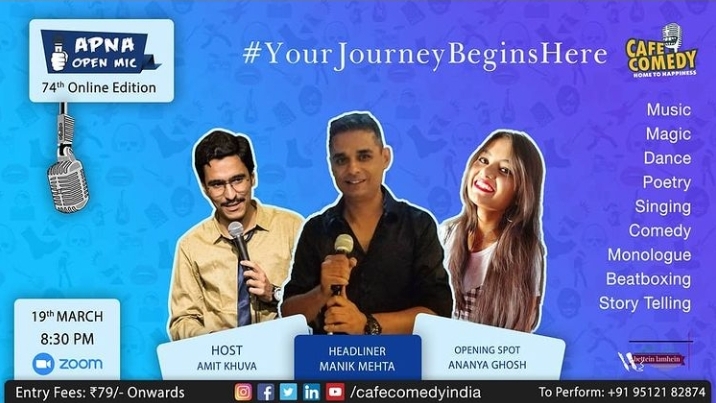 APNA
OPEN MIC
74th Online Edition
#YourJourneyBeginsHere
CAFE
COMEDY
HOME TO HAPPINESS
Music
Magic
Dance
Poetry
Singing
Comedy
Monologue
Beatboxing
Story Telling
19th MARCH
8:30 PM
zoom
HOST
AMIT KHUVA
HEADLINER
MANIK MEHTA
OPENING SPOT
ANANYA GHOSH
Entry Fees: ₹79/- Onwards
/cafecomedyindia
To Perform: +91 95121 82874